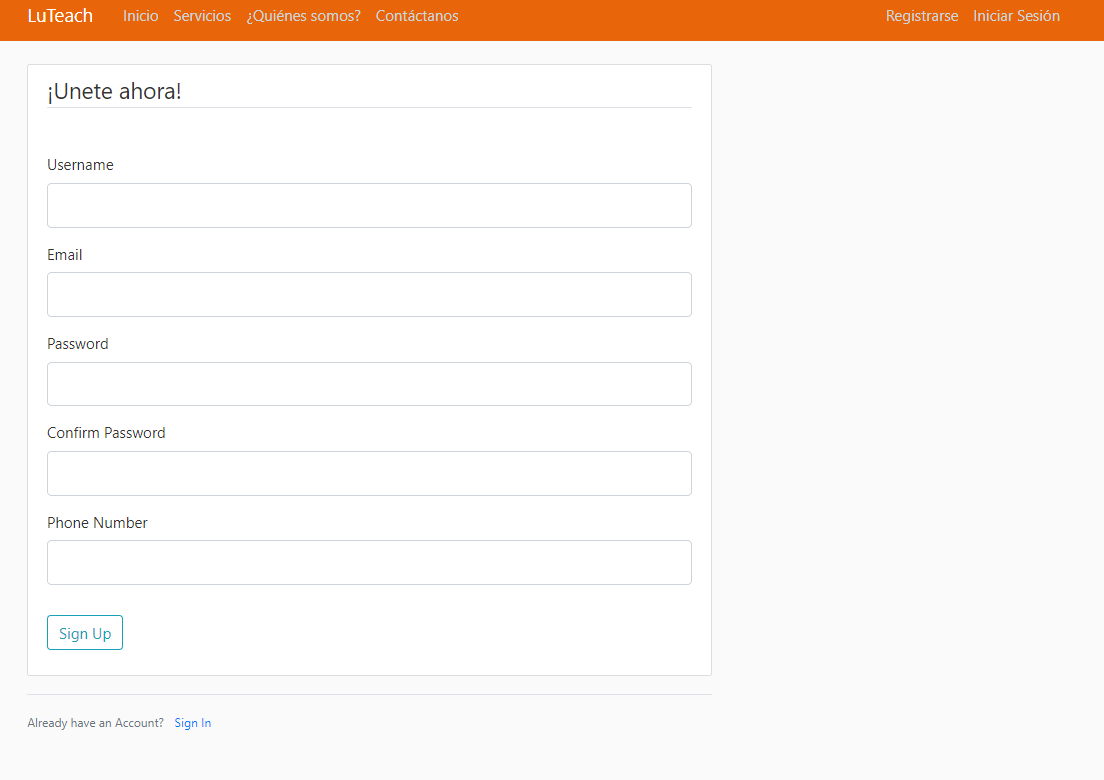 LuTeach Inicio Servicios ¿Quiénes somos? Contáctanos Registrarse Iniciar Sesión
¡Unete ahora!
Username
Email
Password
Confirm Password
Phone Number
Sign Up
Already have an Account? Sign In